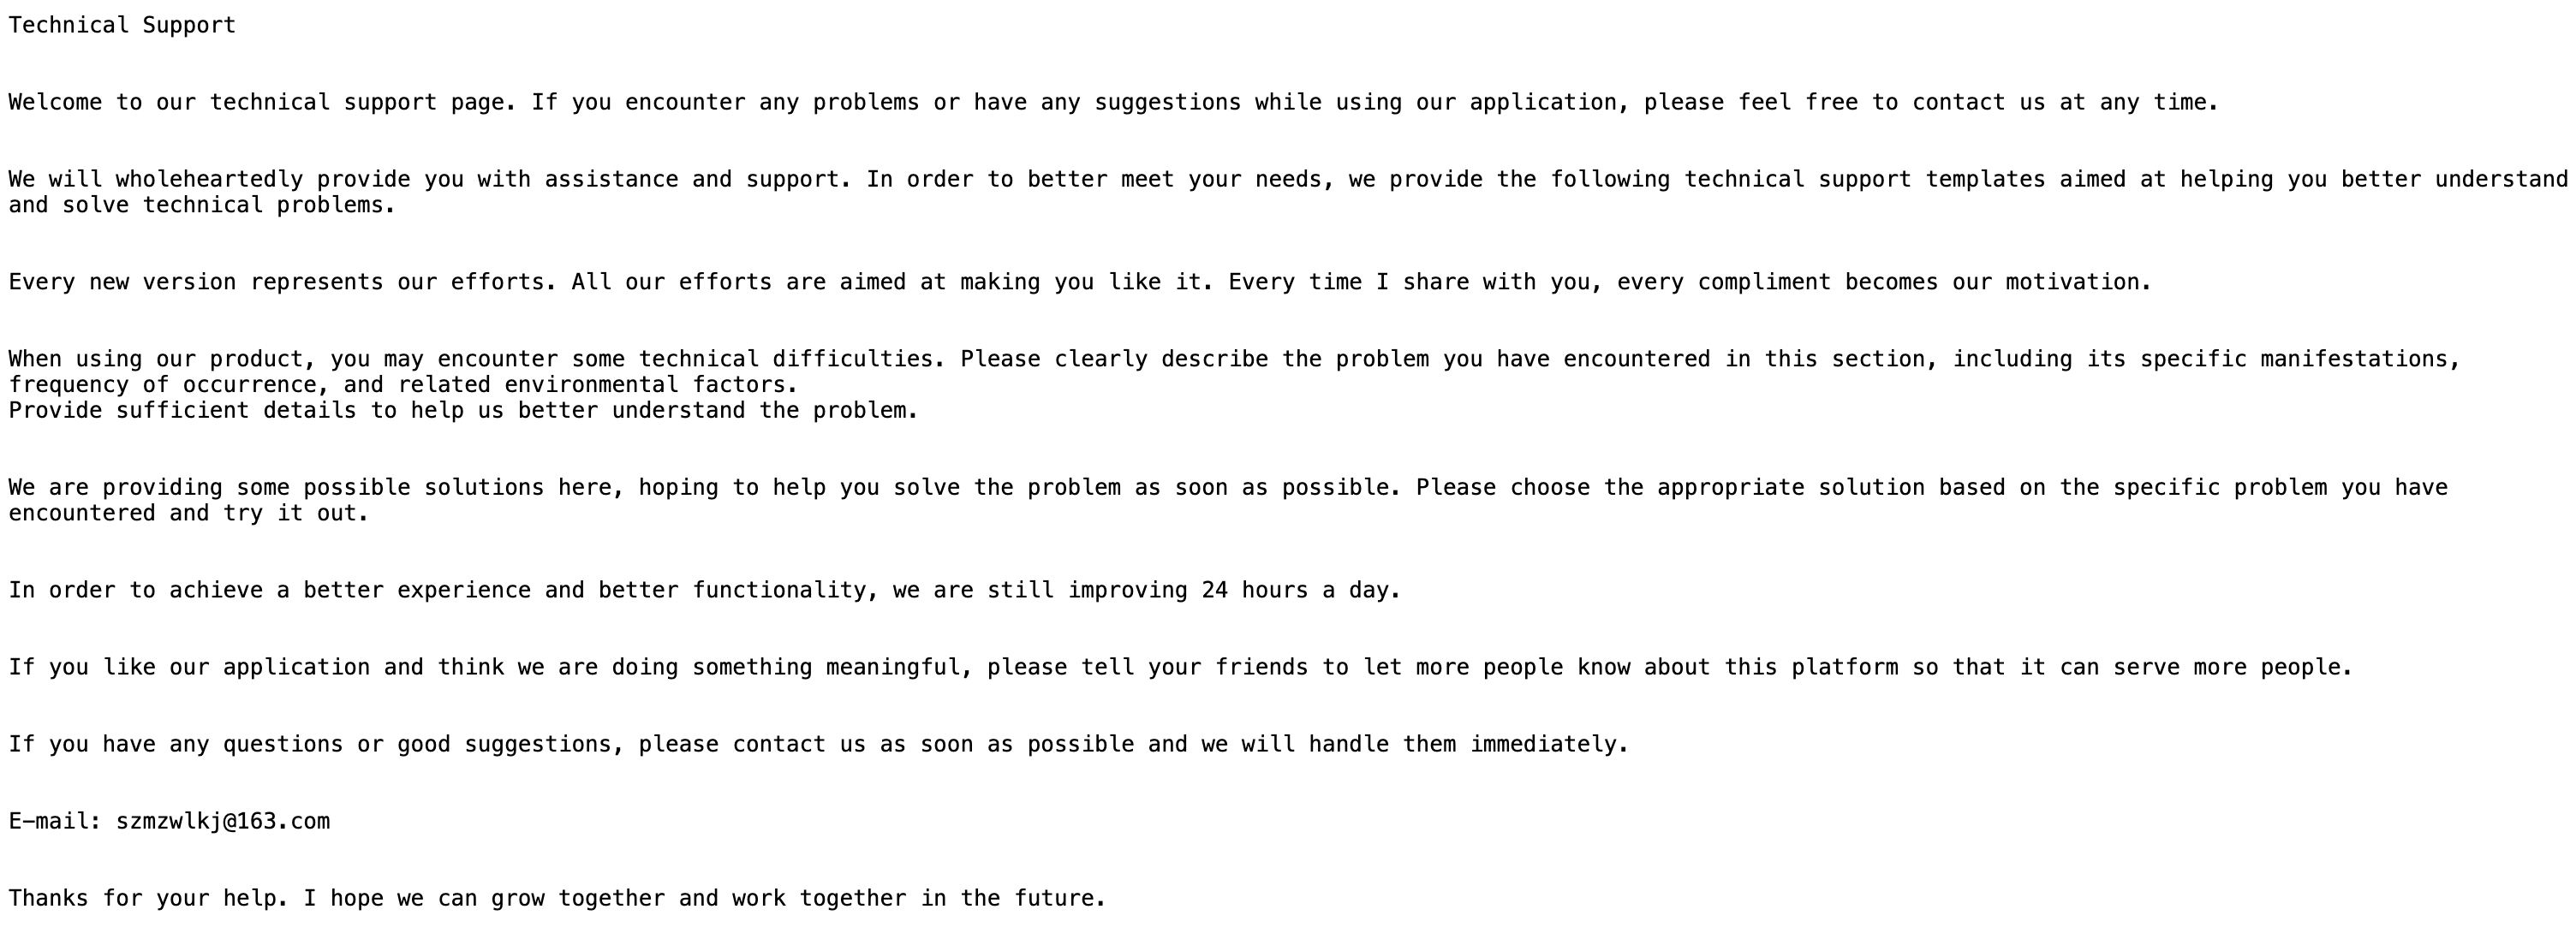 Technical Support
Welcome to our technical support page. If you encounter any problems or have any suggestions while using our application, please feel free to contact us at any time.
We will wholeheartedly provide you with assistance and support. In order to better meet your needs, we provide the following technical support templates aimed at helping you better understand
and solve technical problems.
Every new version represents our efforts. All our efforts are aimed at making you like it. Every time I share with you, every compliment becomes our motivation.
When using our product, you may encounter some technical difficulties. Please clearly describe the problem you have encountered in this section, including its specific manifestations,
frequency of occurrence, and related environmental factors.
Provide sufficient details to help us better understand the problem.
We are providing some possible solutions here, hoping to help you solve the problem as soon as possible. Please choose the appropriate solution based on the specific problem you have
encountered and try it out.
In order to achieve a better experience and better functionality, we are still improving 24 hours a day.
If you like our application and think we are doing something meaningful, please tell your friends to let more people know about this platform so that it can serve more people.
If you have any questions or good suggestions, please contact us as soon as possible and we will handle them immediately.
E-mail: szmzwlkj@163.com
Thanks for your help. I hope we can grow together and work together in the future.